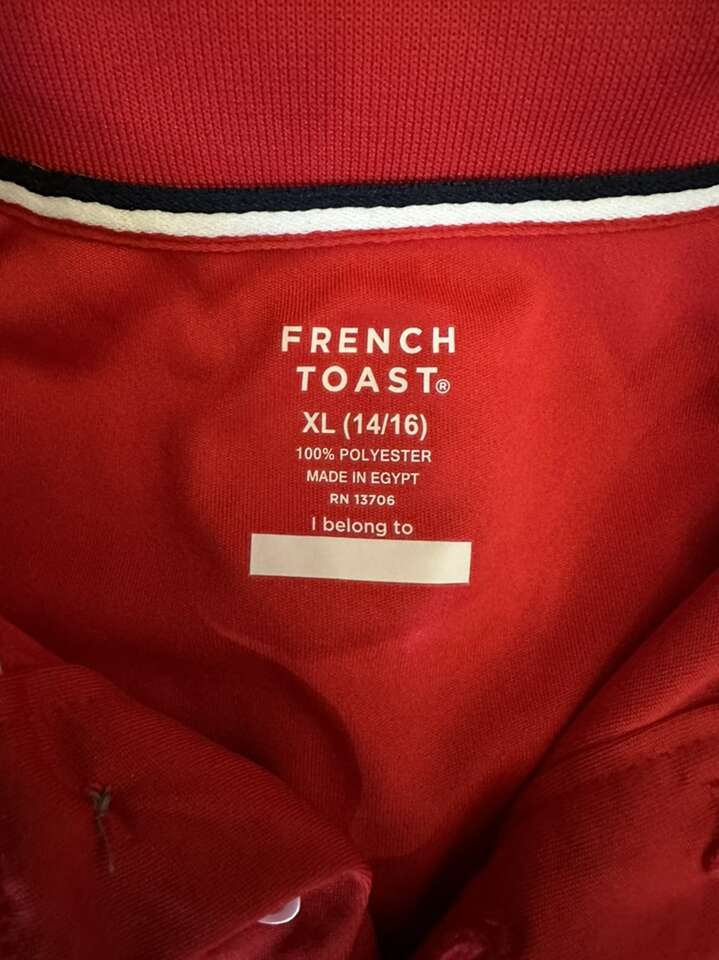 FRENCH
TOAST®
XL (14/16)
100% POLYESTER
MADE IN EGYPT
RN 13706
I belong to